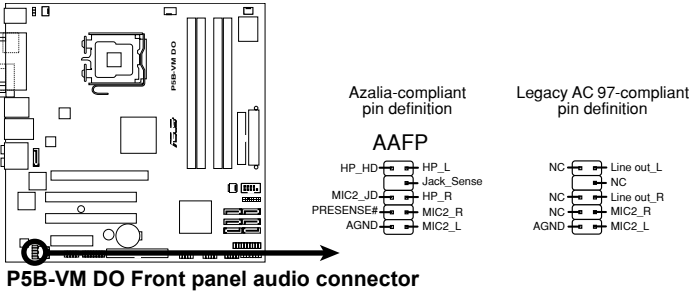 P5B-VM DO
ASUS
Azalia-compliant
pin definition
AAFP
HP_HD HP_L
Jack_Sense
MIC2_JD HP_R
PRESENSE# MIC2_R
AGND MIC2_L
Legacy AC 97-compliant
pin definition
NC Line out_L
NC
NC Line out_R
NC MIC2_R
AGND MIC2_L
P5B-VM DO Front panel audio connector